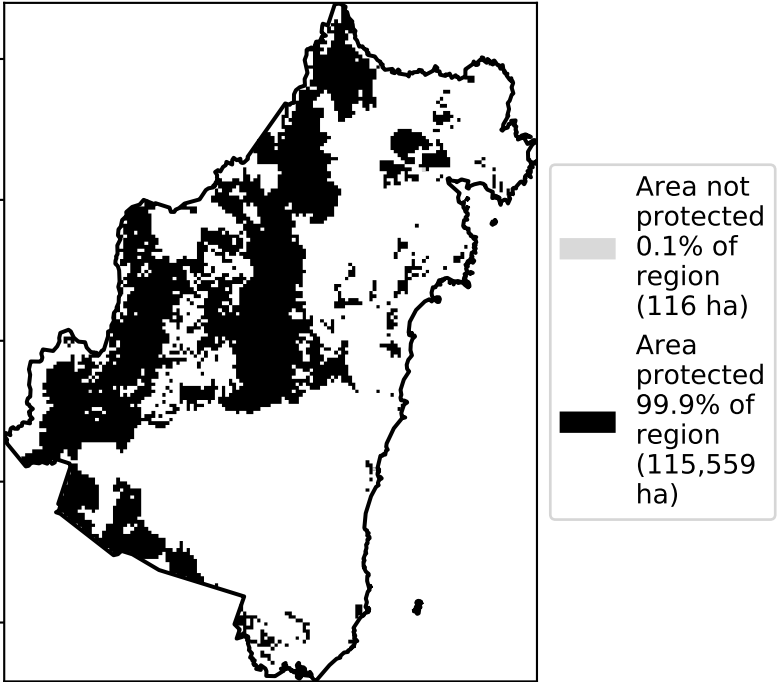 Area not
protected
0.1% of
region
(116 ha)
Area
protected
99.9% of
region
(115,559
ha)